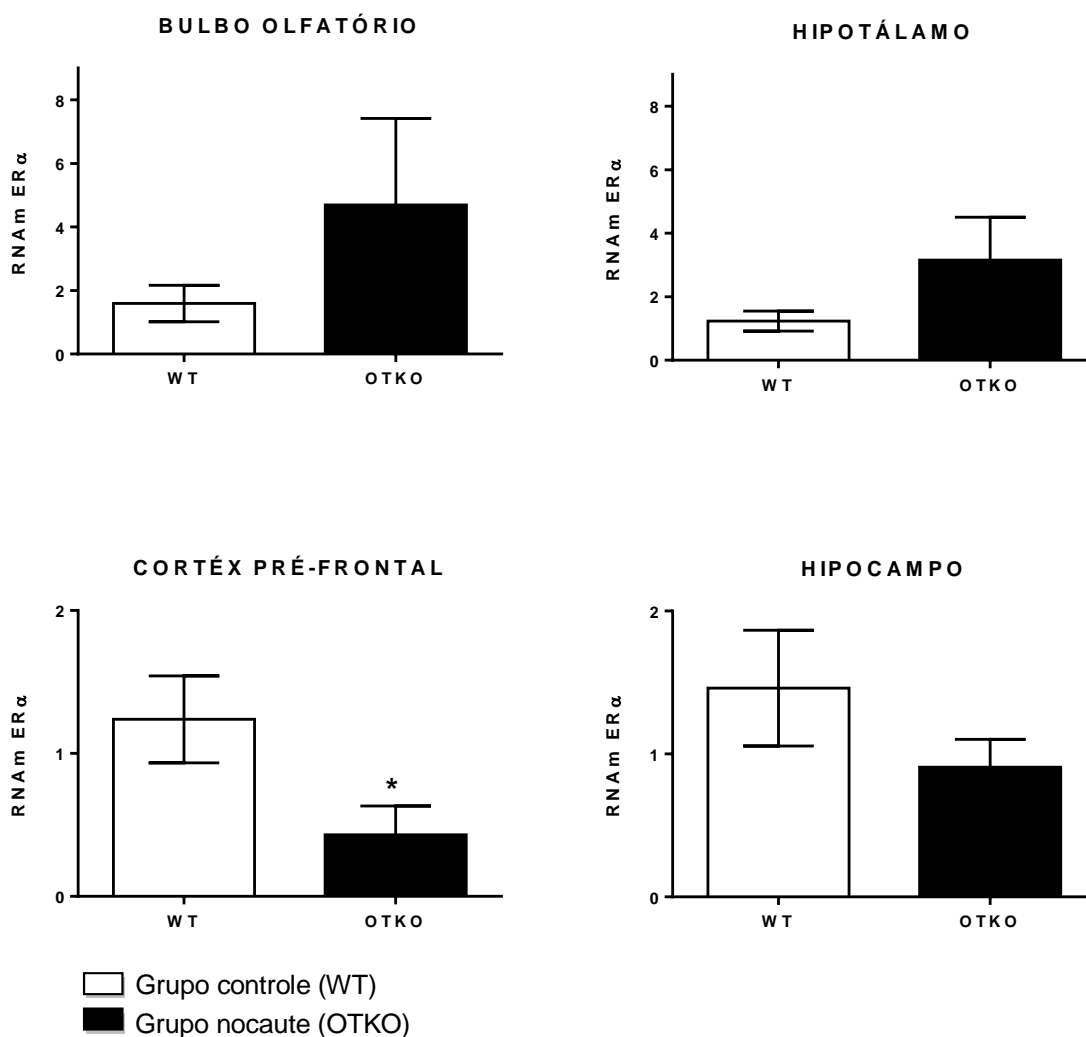 BULBO OLFATÓRIO
RNAm ERα
8
6
4
2
0
WT
OTKO
HIPOTÁLAMO
RNAm ERα
8
6
4
2
0
WT
OTKO
CORTÉX PRÉ-FRONTAL
RNAm ERα
2
1
0
*
WT
OTKO
HIPOCAMPO
RNAm ERα
2
1
0
WT
OTKO
Grupo controle (WT)
Grupo nocaute (OTKO)